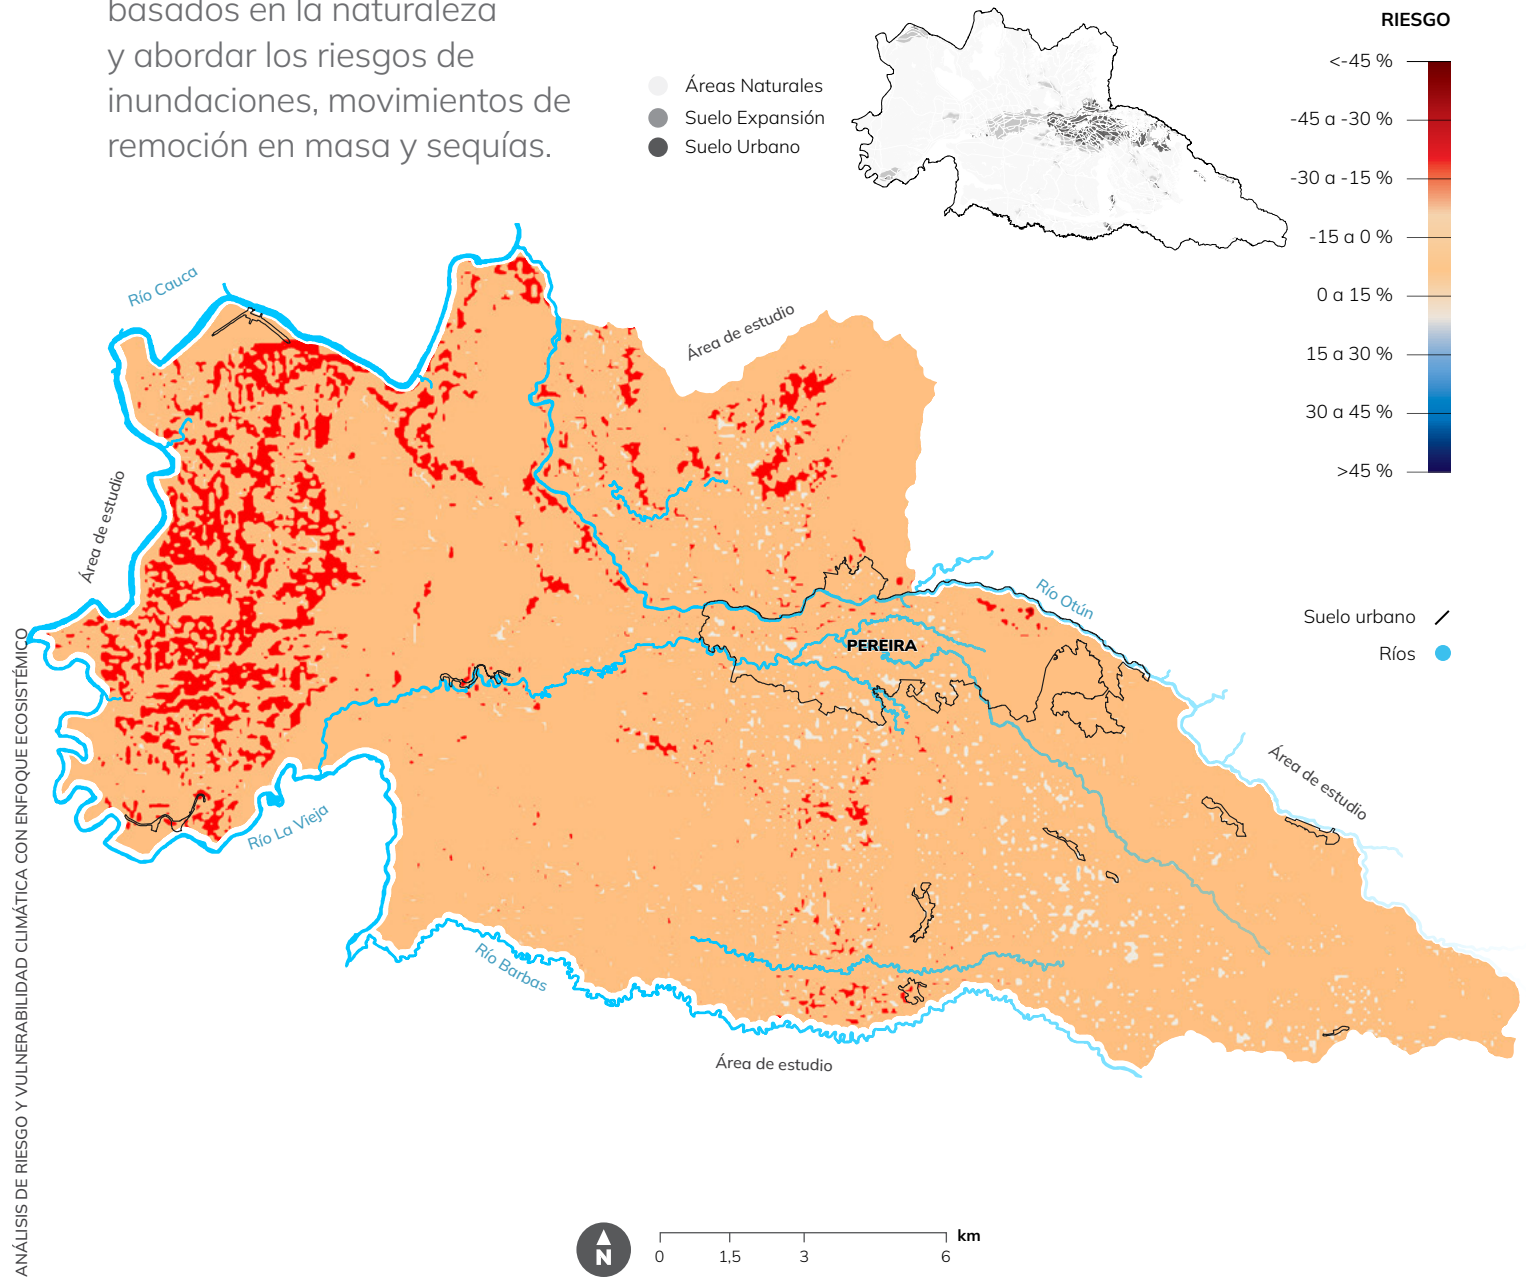 basados en la naturaleza
y abordar los riesgos de
inundaciones, movimientos de
remoción en masa y sequías.
Áreas Naturales
Suelo Expansión
Suelo Urbano
RIESGO
<-45 %
-45 a -30 %
-30 a -15 %
-15 a 0 %
0 a 15 %
15 a 30 %
30 a 45 %
>45 %
Río Cauca
Área de estudio
Área de estudio
Río Otún
Suelo urbano
Ríos
PEREIRA
Área de estudio
Río La Vieja
Río Barbas
Área de estudio
ANÁLISIS DE RIESGO Y VULNERABILIDAD CLIMÁTICA CON ENFOQUE ECOSISTÉMICO
N
km
0
1,5
3
6